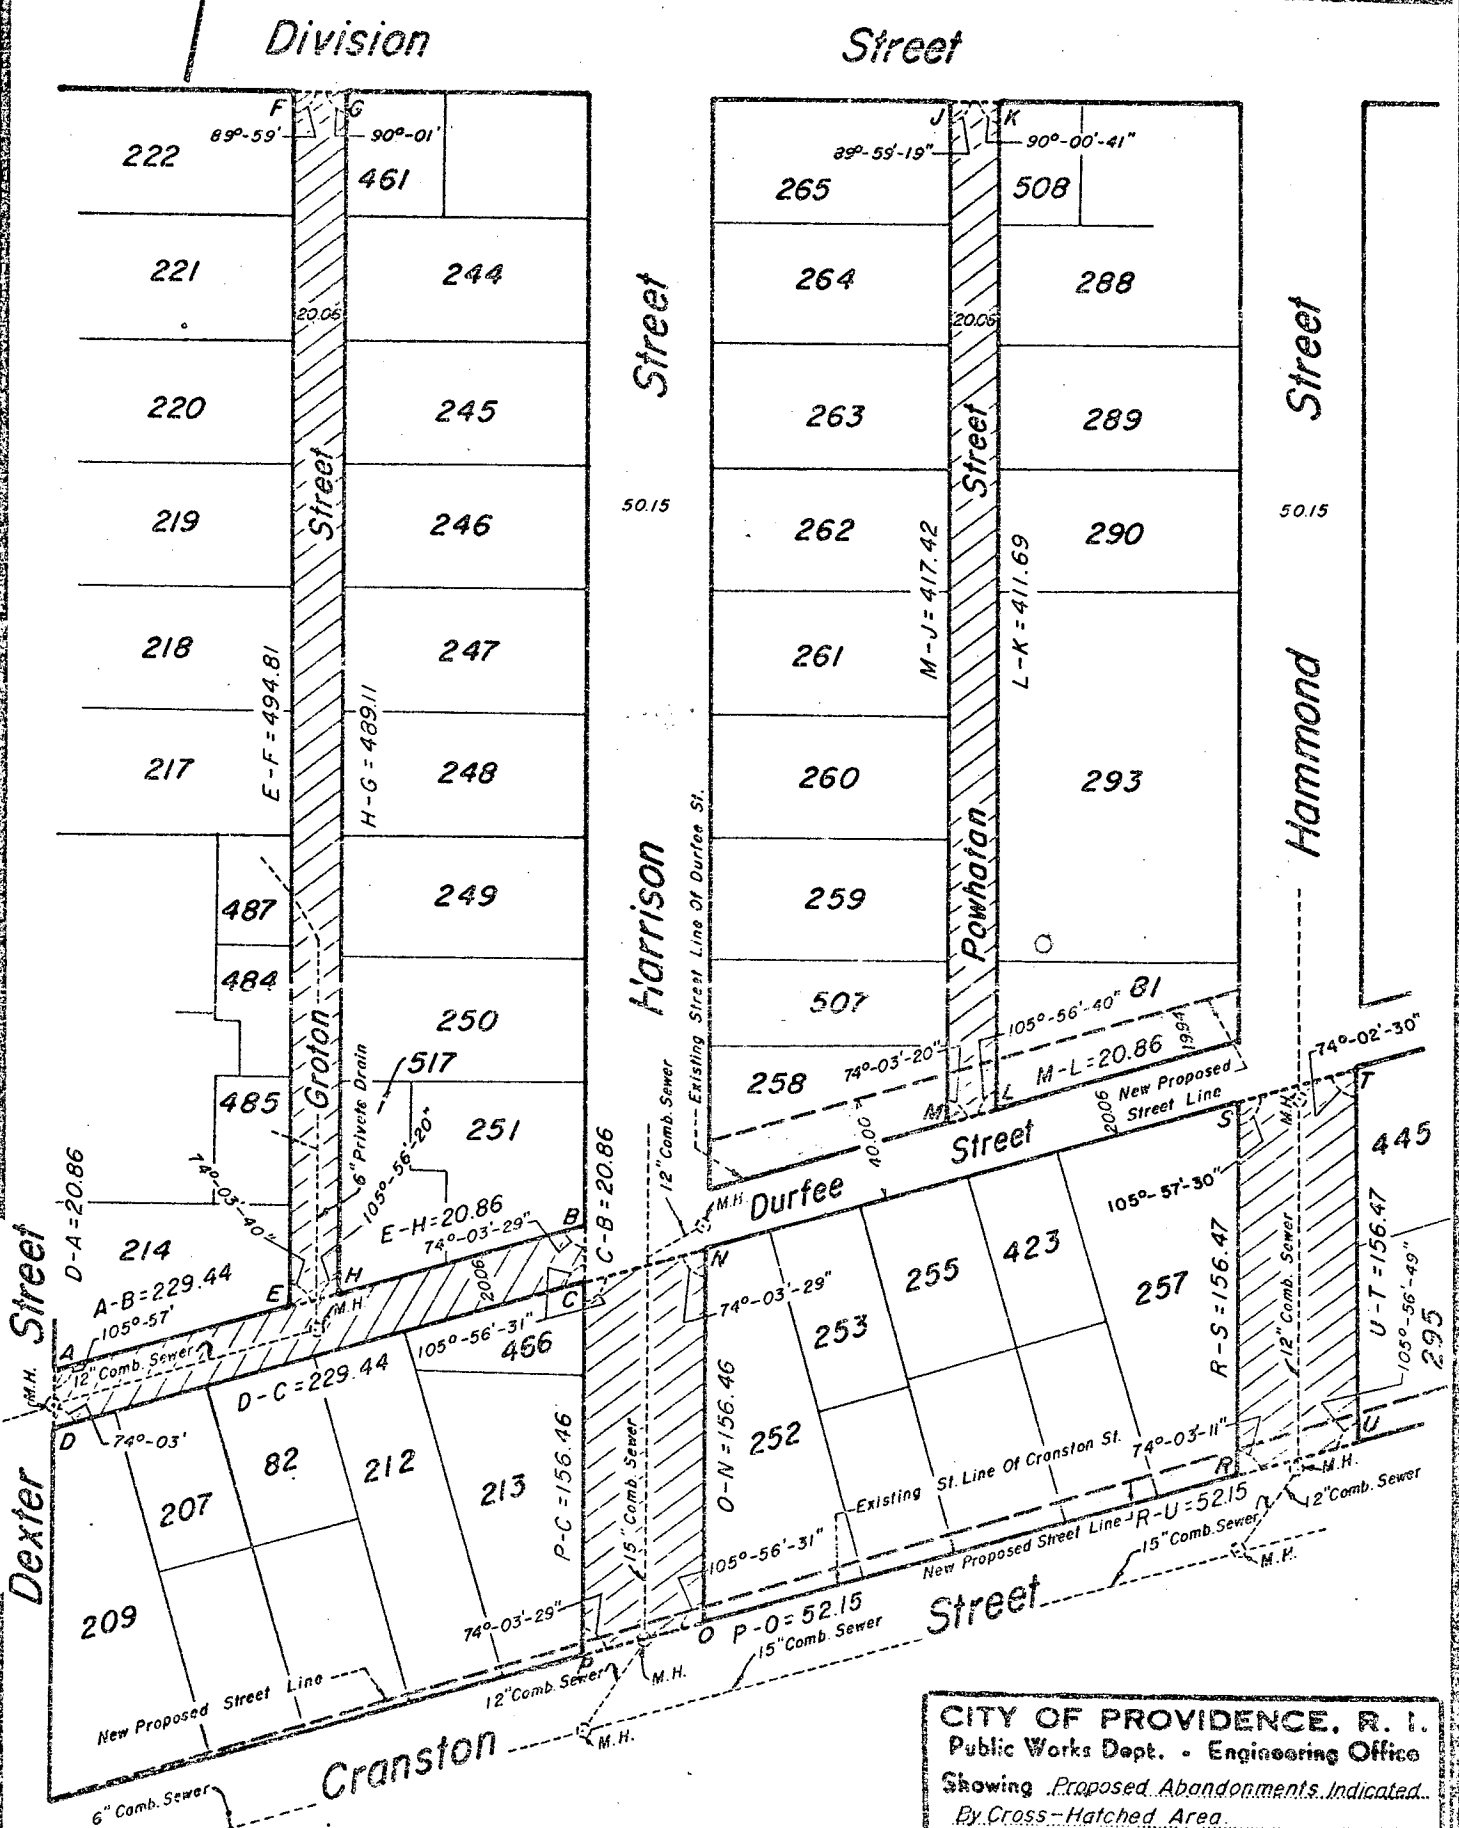 Division Street
F G
89°-59' 90°-01'
J K
89°-59'-19" 90°-00'-41"
222
461
265
508
221
244
264
288
20.06
20.06
Street
Street
220
245
263
289
Street
Street
219
246
50.15
262
290
50.15
218
247
261
M-J=417.42
L-K=411.69
E-F=494.81
H-G=489.11
217
248
260
293
Hammond
Existing Street Line Of Durfee St.
Harrison
Powhatan
487
249
259
484
250
507
81
105°-56'-40"
Groton
6" Private Drain
517
12" Comb. Sewer
258
74°-03'-20"
M-L=20.86
19.94
74°-02'-30"
485
251
105°-56'-20"
74°-03'-40"
M L
New Proposed
Street Line
20.06
40.00
Street
Durfee
S T
M.H.
445
D-A=20.86
214
E-H=20.86
74°-03'-29"
B
C-B=20.86
M.H.
105°-57'-30"
A-B=229.44
105°-57'
E H
M.H.
20.06
C
N
74°-03'-29"
255
423
257
R-S=156.47
12" Comb. Sewer
U-T=156.47
105°-56'-49"
295
Street
A
M.H.
12" Comb. Sewer
D-C=229.44
105°-56'-31"
466
253
D
74°-03'
82
212
213
207
P-C=156.46
15" Comb. Sewer
O-N=156.46
252
Existing St. Line Of Cranston St.
74°-03'-11"
R
U
M.H.
12" Comb. Sewer
R-U=52.15
Dexter
209
105°-56'-31"
New Proposed Street Line
15" Comb. Sewer
M.H.
74°-03'-29"
P
O
P-O=52.15
15" Comb. Sewer
Street
New Proposed Street Line
12" Comb. Sewer
M.H.
M.H.
Cranston
6" Comb. Sewer
CITY OF PROVIDENCE, R. I.
Public Works Dept. - Engineering Office
Showing Proposed Abandonments Indicated
By Cross-Hatched Area